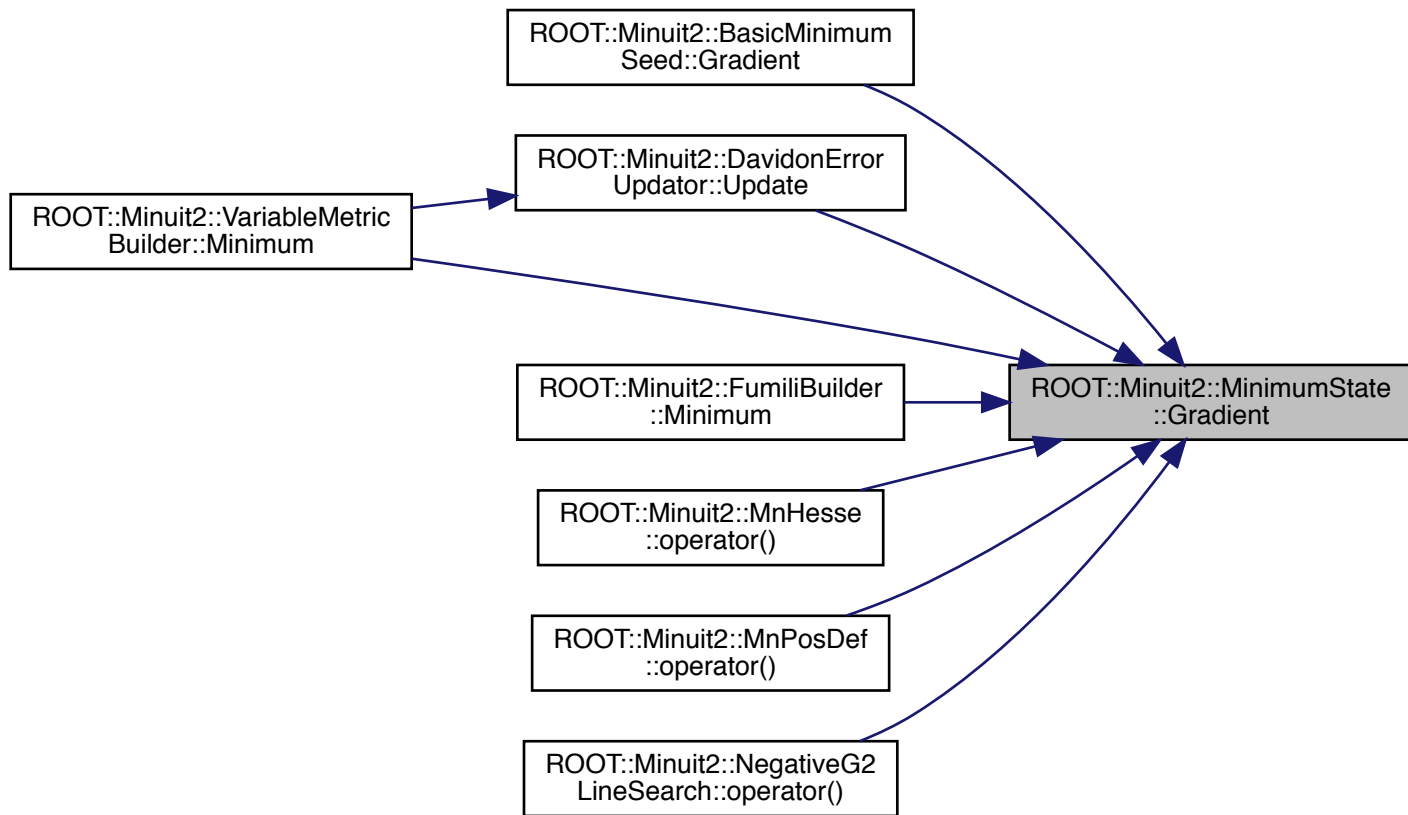 ROOT::Minuit2::BasicMinimum
Seed::Gradient
ROOT::Minuit2::DavidonError
Updator::Update
ROOT::Minuit2::VariableMetric
Builder::Minimum
ROOT::Minuit2::FumiliBuilder
::Minimum
ROOT::Minuit2::MinimumState
::Gradient
ROOT::Minuit2::MnHesse
::operator()
ROOT::Minuit2::MnPosDef
::operator()
ROOT::Minuit2::NegativeG2
LineSearch::operator()